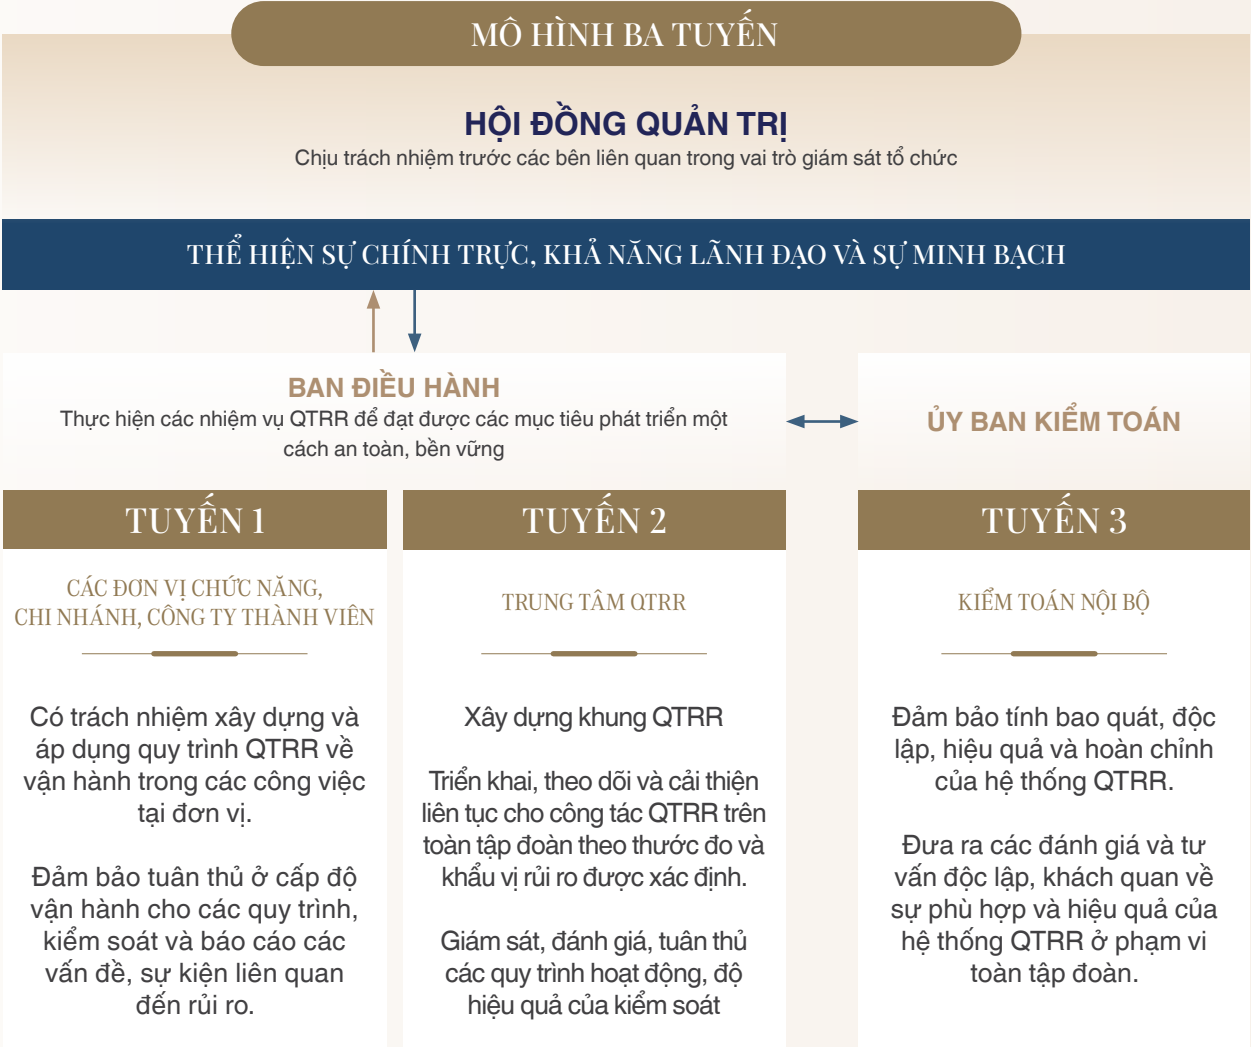 MÔ HÌNH BA TUYẾN
HỘI ĐỒNG QUẢN TRỊ
Chịu trách nhiệm trước các bên liên quan trong vai trò giám sát tổ chức
THỂ HIỆN SỰ CHÍNH TRỰC, KHẢ NĂNG LÃNH ĐẠO VÀ SỰ MINH BẠCH
BAN ĐIỀU HÀNH
Thực hiện các nhiệm vụ QTRR để đạt được các mục tiêu phát triển một
cách an toàn, bền vững
ỦY BAN KIỂM TOÁN
TUYẾN 1
CÁC ĐƠN VỊ CHỨC NĂNG,
CHI NHÁNH, CÔNG TY THÀNH VIÊN
Có trách nhiệm xây dựng và
áp dụng quy trình QTRR về
vận hành trong các công việc
tại đơn vị.
Đảm bảo tuân thủ ở cấp độ
vận hành cho các quy trình,
kiểm soát và báo cáo các
vấn đề, sự kiện liên quan
đến rủi ro.
TUYẾN 2
TRUNG TÂM QTRR
Xây dựng khung QTRR
Triển khai, theo dõi và cải thiện
liên tục cho công tác QTRR trên
toàn tập đoàn theo thước đo và
khẩu vị rủi ro được xác định.
Giám sát, đánh giá, tuân thủ
các quy trình hoạt động, độ
hiệu quả của kiểm soát
TUYẾN 3
KIỂM TOÁN NỘI BỘ
Đảm bảo tính bao quát, độc
lập, hiệu quả và hoàn chỉnh
của hệ thống QTRR.
Đưa ra các đánh giá và tư
vấn độc lập, khách quan về
sự phù hợp và hiệu quả của
hệ thống QTRR ở phạm vi
toàn tập đoàn.